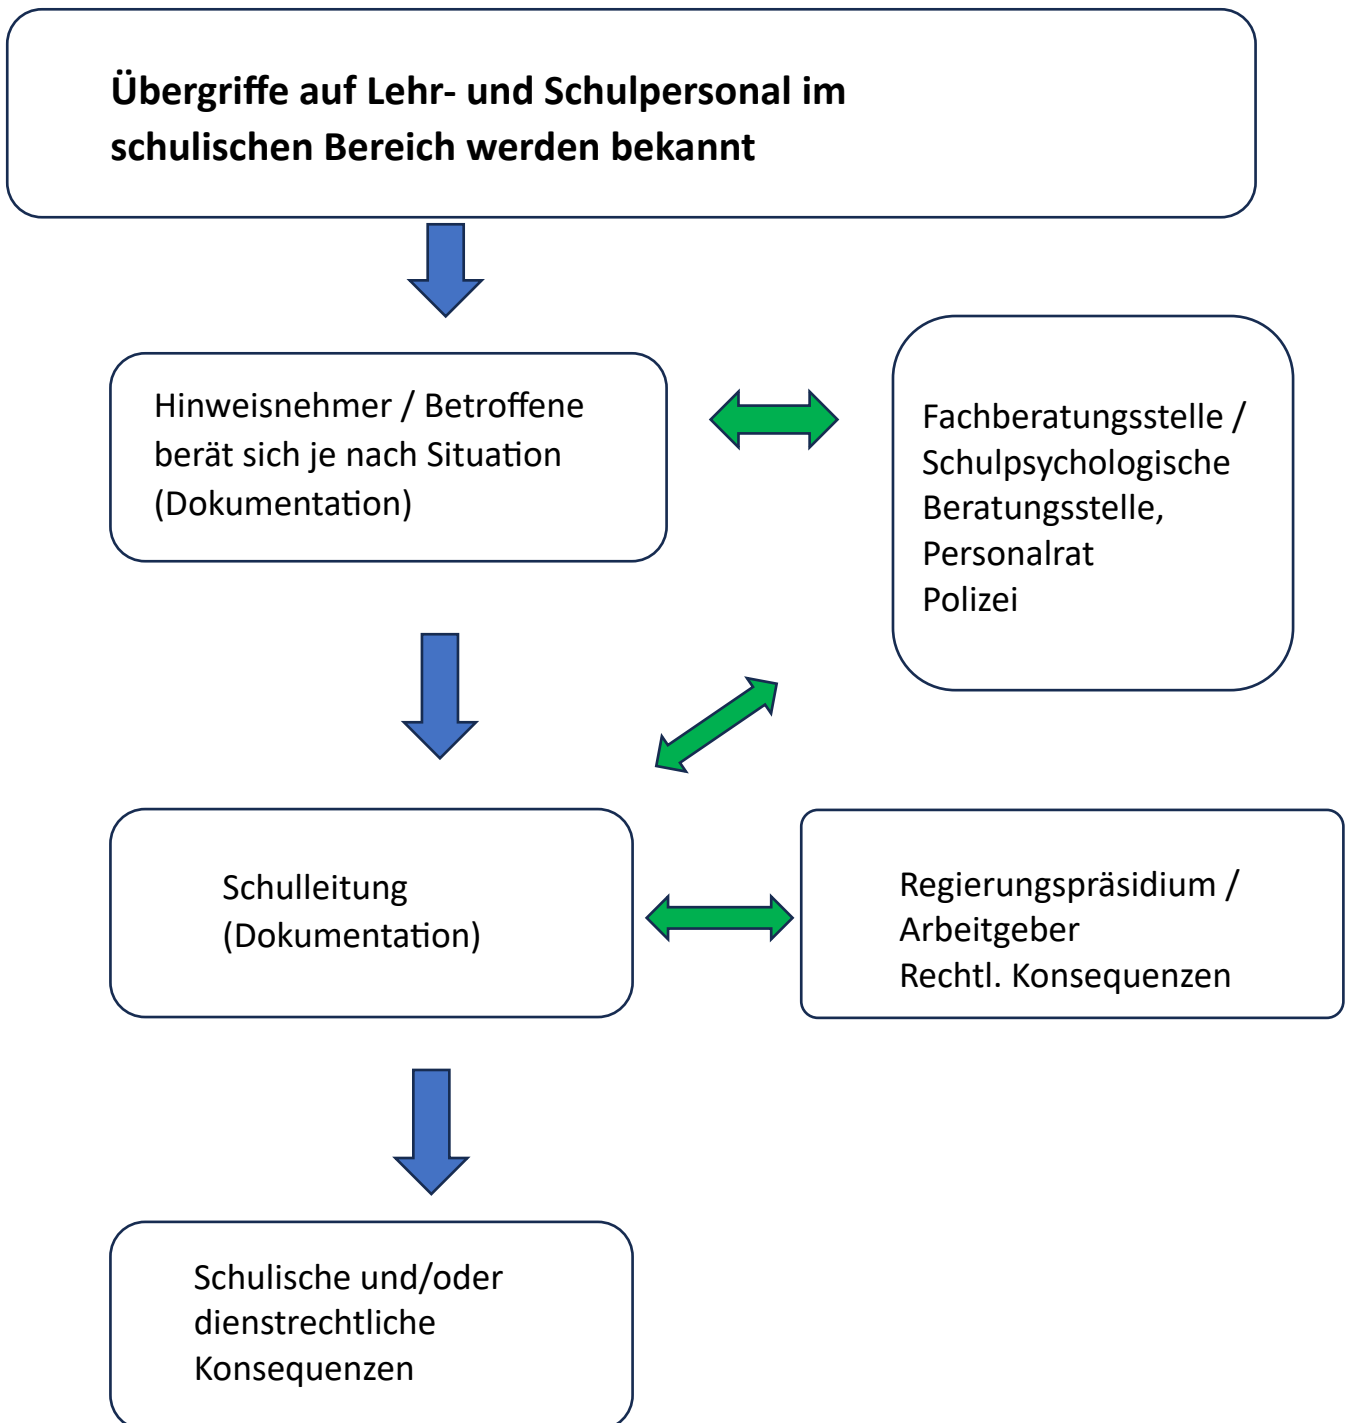 Übergriffe auf Lehr- und Schulpersonal im
schulischen Bereich werden bekannt
Hinweisnehmer / Betroffene
berät sich je nach Situation
(Dokumentation)
Fachberatungsstelle /
Schulpsychologische
Beratungsstelle,
Personalrat
Polizei
Schulleitung
(Dokumentation)
Regierungspräsidium /
Arbeitgeber
Rechtl. Konsequenzen
Schulische und/oder
dienstrechtliche
Konsequenzen